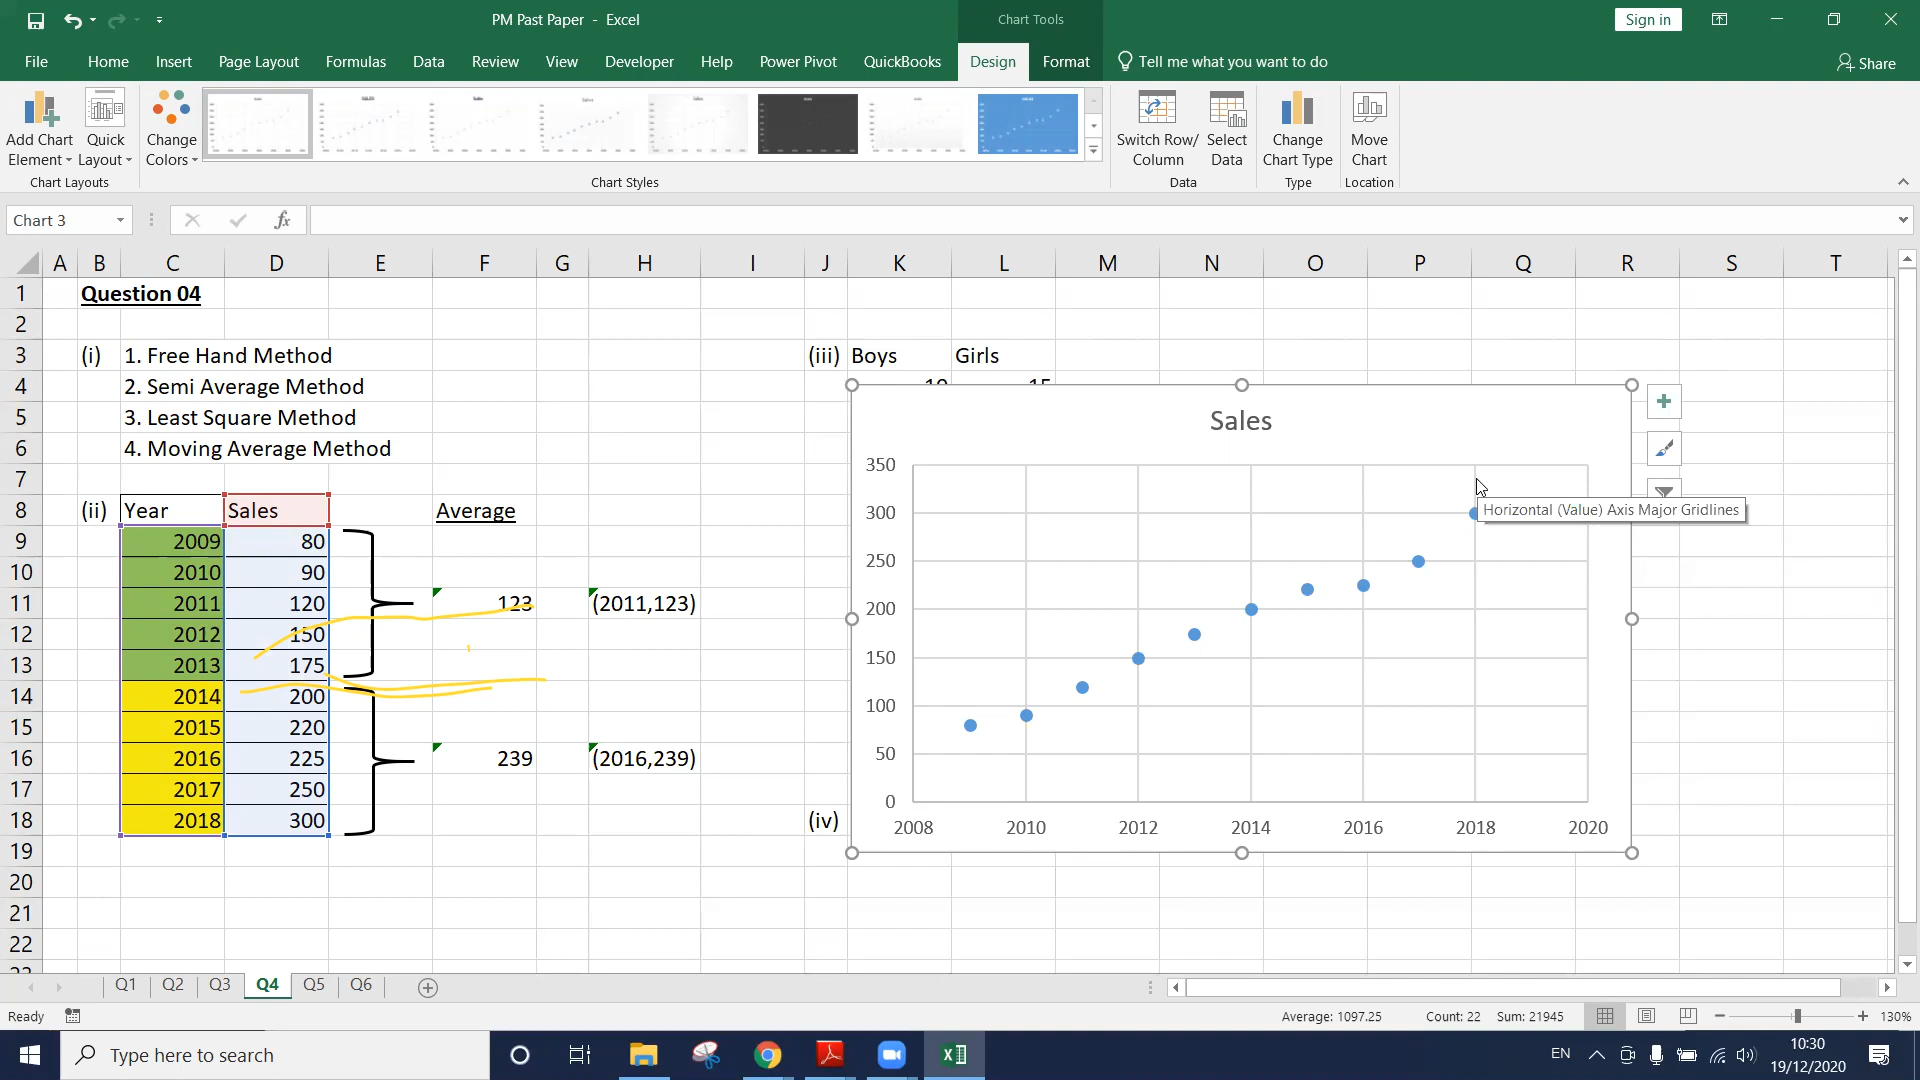 PM Past Paper - Excel
Chart Tools
Sign in
File Home Insert Page Layout Formulas Data Review View Developer Help Power Pivot QuickBooks Design Format Tell me what you want to do Share
Add Chart Element
Quick Layout
Change Colors
Switch Row/ Column
Select Data
Change Chart Type
Move Chart
Chart Layouts Chart Styles Data Type Location
Chart 3
fx
A B C D E F G H I J K L M N O P Q R S T
1 Question 04
2
3 (i) 1. Free Hand Method (iii) Boys Girls
4 2. Semi Average Method 10 15
5 3. Least Square Method
6 4. Moving Average Method
7
8 (ii) Year Sales Average
9 2009 80
10 2010 90
11 2011 120 123 (2011,123)
12 2012 150
13 2013 175
14 2014 200
15 2015 220
16 2016 225 239 (2016,239)
17 2017 250
18 2018 300 (iv)
19
20
21
22
Sales
350
300
250
200
150
100
50
0
2008 2010 2012 2014 2016 2018 2020
Horizontal (Value) Axis Major Gridlines
Q1 Q2 Q3 Q4 Q5 Q6
Ready Average: 1097.25 Count: 22 Sum: 21945 130%
Type here to search
EN
10:30
19/12/2020